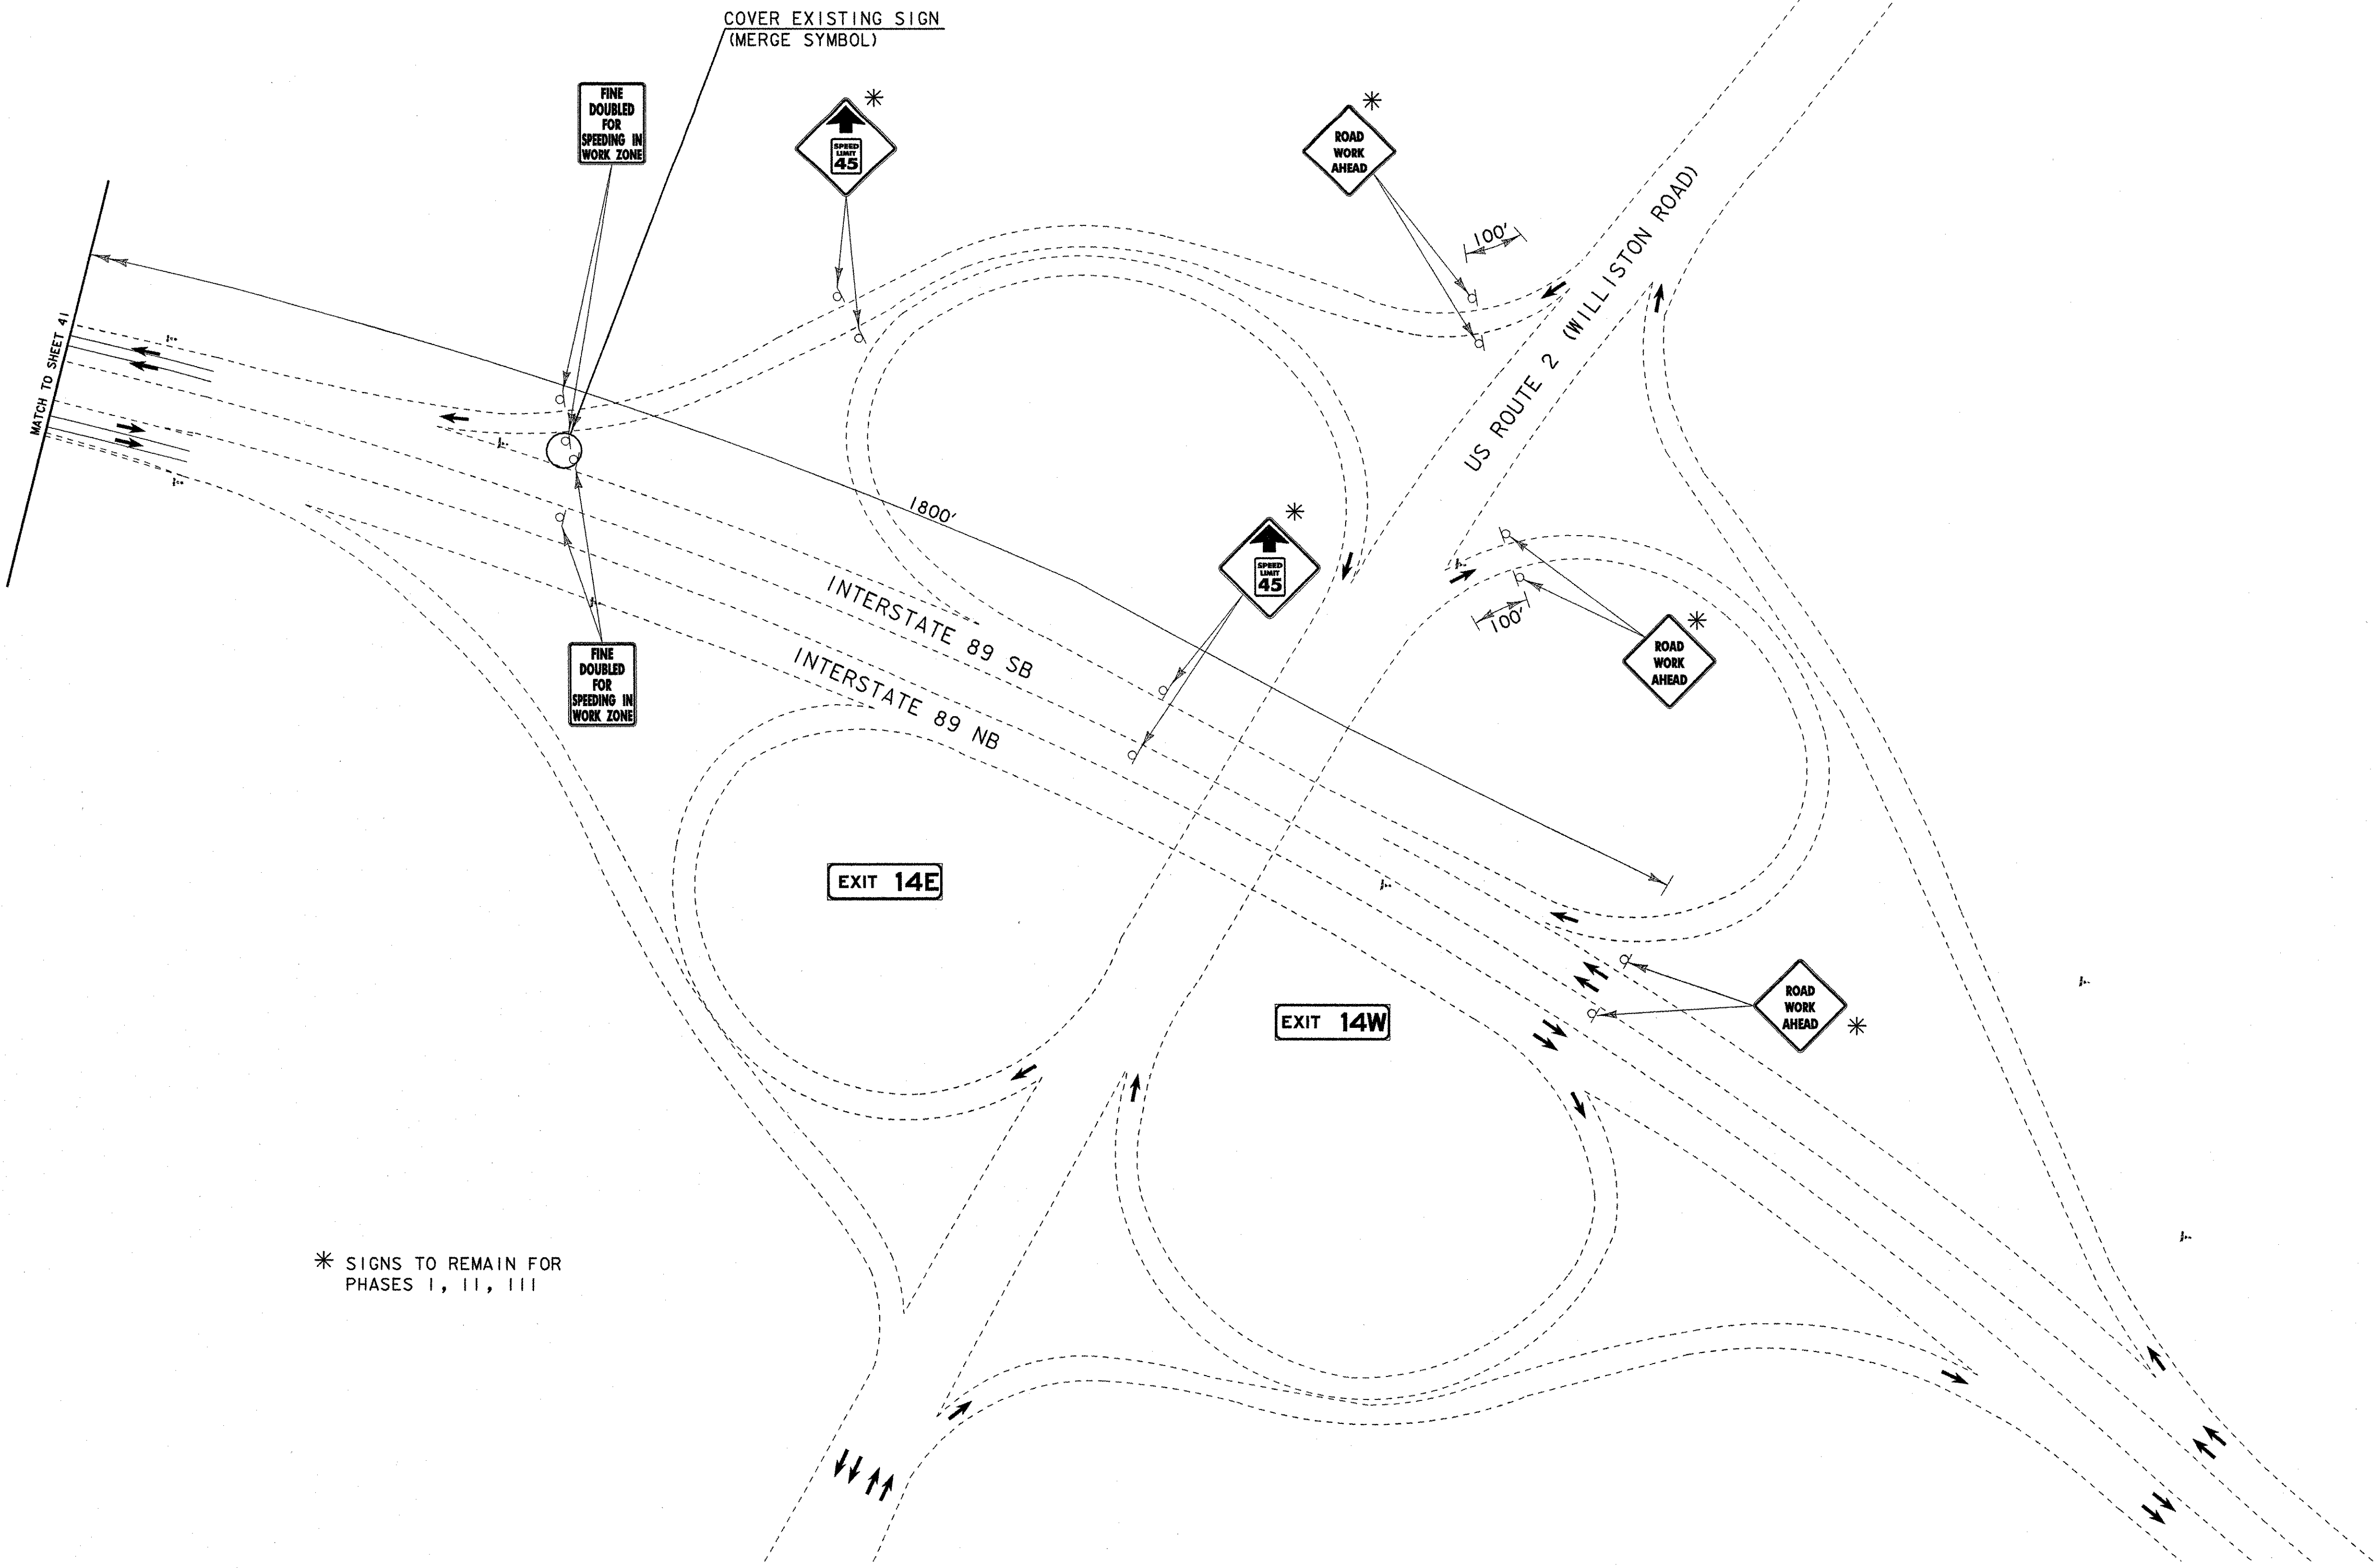 COVER EXISTING SIGN
(MERGE SYMBOL)
FINE
DOUBLED
FOR
SPEEDING IN
WORK ZONE
*
SPEED
LIMIT
45
*
ROAD
WORK
AHEAD
100'
US ROUTE 2 (WILLISTON ROAD)
MATCH TO SHEET 41
1800'
*
SPEED
LIMIT
45
INTERSTATE 89 SB
INTERSTATE 89 NB
100'
*
ROAD
WORK
AHEAD
FINE
DOUBLED
FOR
SPEEDING IN
WORK ZONE
EXIT 14E
EXIT 14W
ROAD
WORK
AHEAD
*
* SIGNS TO REMAIN FOR
PHASES I, II, III